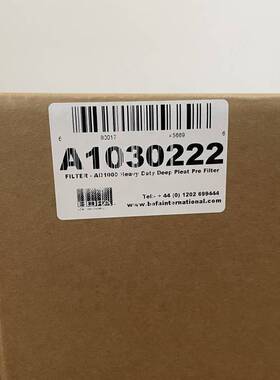 A1030222
FILTER - AD1000 Heavy Duty Deep Pleat Pre Filter
Tel:- + 44 (0) 1202 699444
www.bofainternational.com